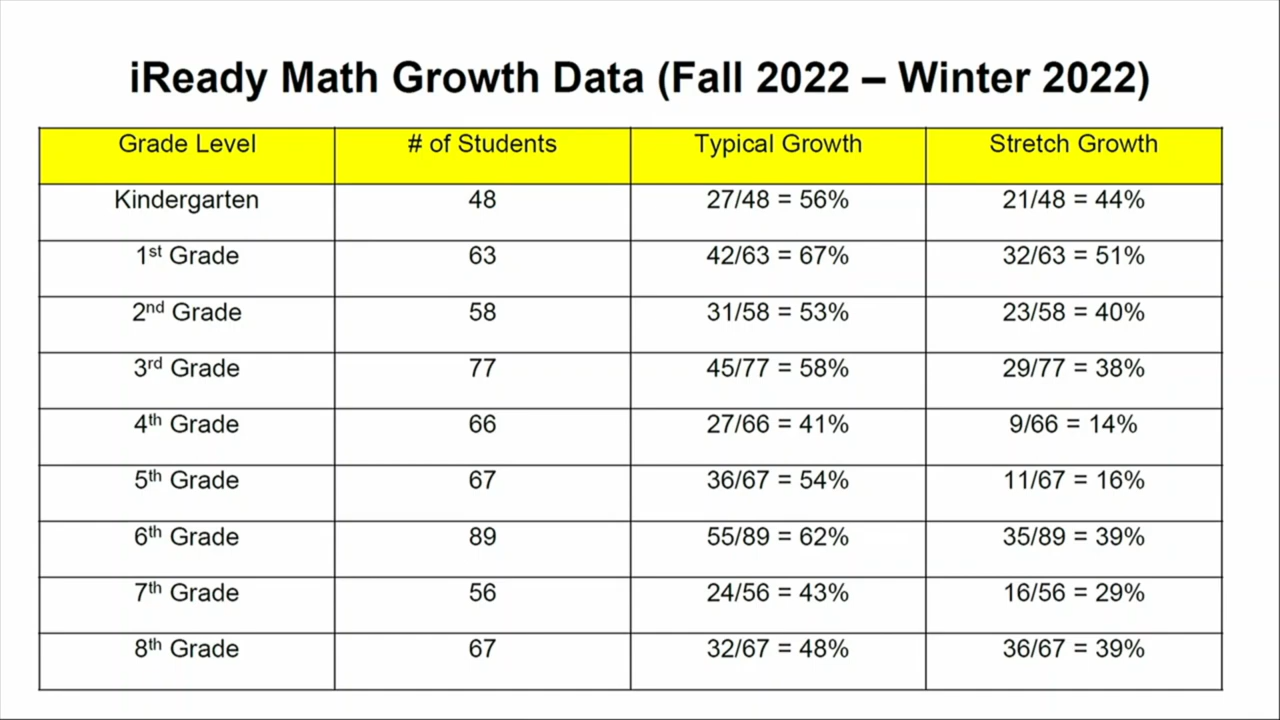 iReady Math Growth Data (Fall 2022 – Winter 2022)
Grade Level # of Students Typical Growth Stretch Growth
Kindergarten 48 27/48 = 56% 21/48 = 44%
1st Grade 63 42/63 = 67% 32/63 = 51%
2nd Grade 58 31/58 = 53% 23/58 = 40%
3rd Grade 77 45/77 = 58% 29/77 = 38%
4th Grade 66 27/66 = 41% 9/66 = 14%
5th Grade 67 36/67 = 54% 11/67 = 16%
6th Grade 89 55/89 = 62% 35/89 = 39%
7th Grade 56 24/56 = 43% 16/56 = 29%
8th Grade 67 32/67 = 48% 36/67 = 39%